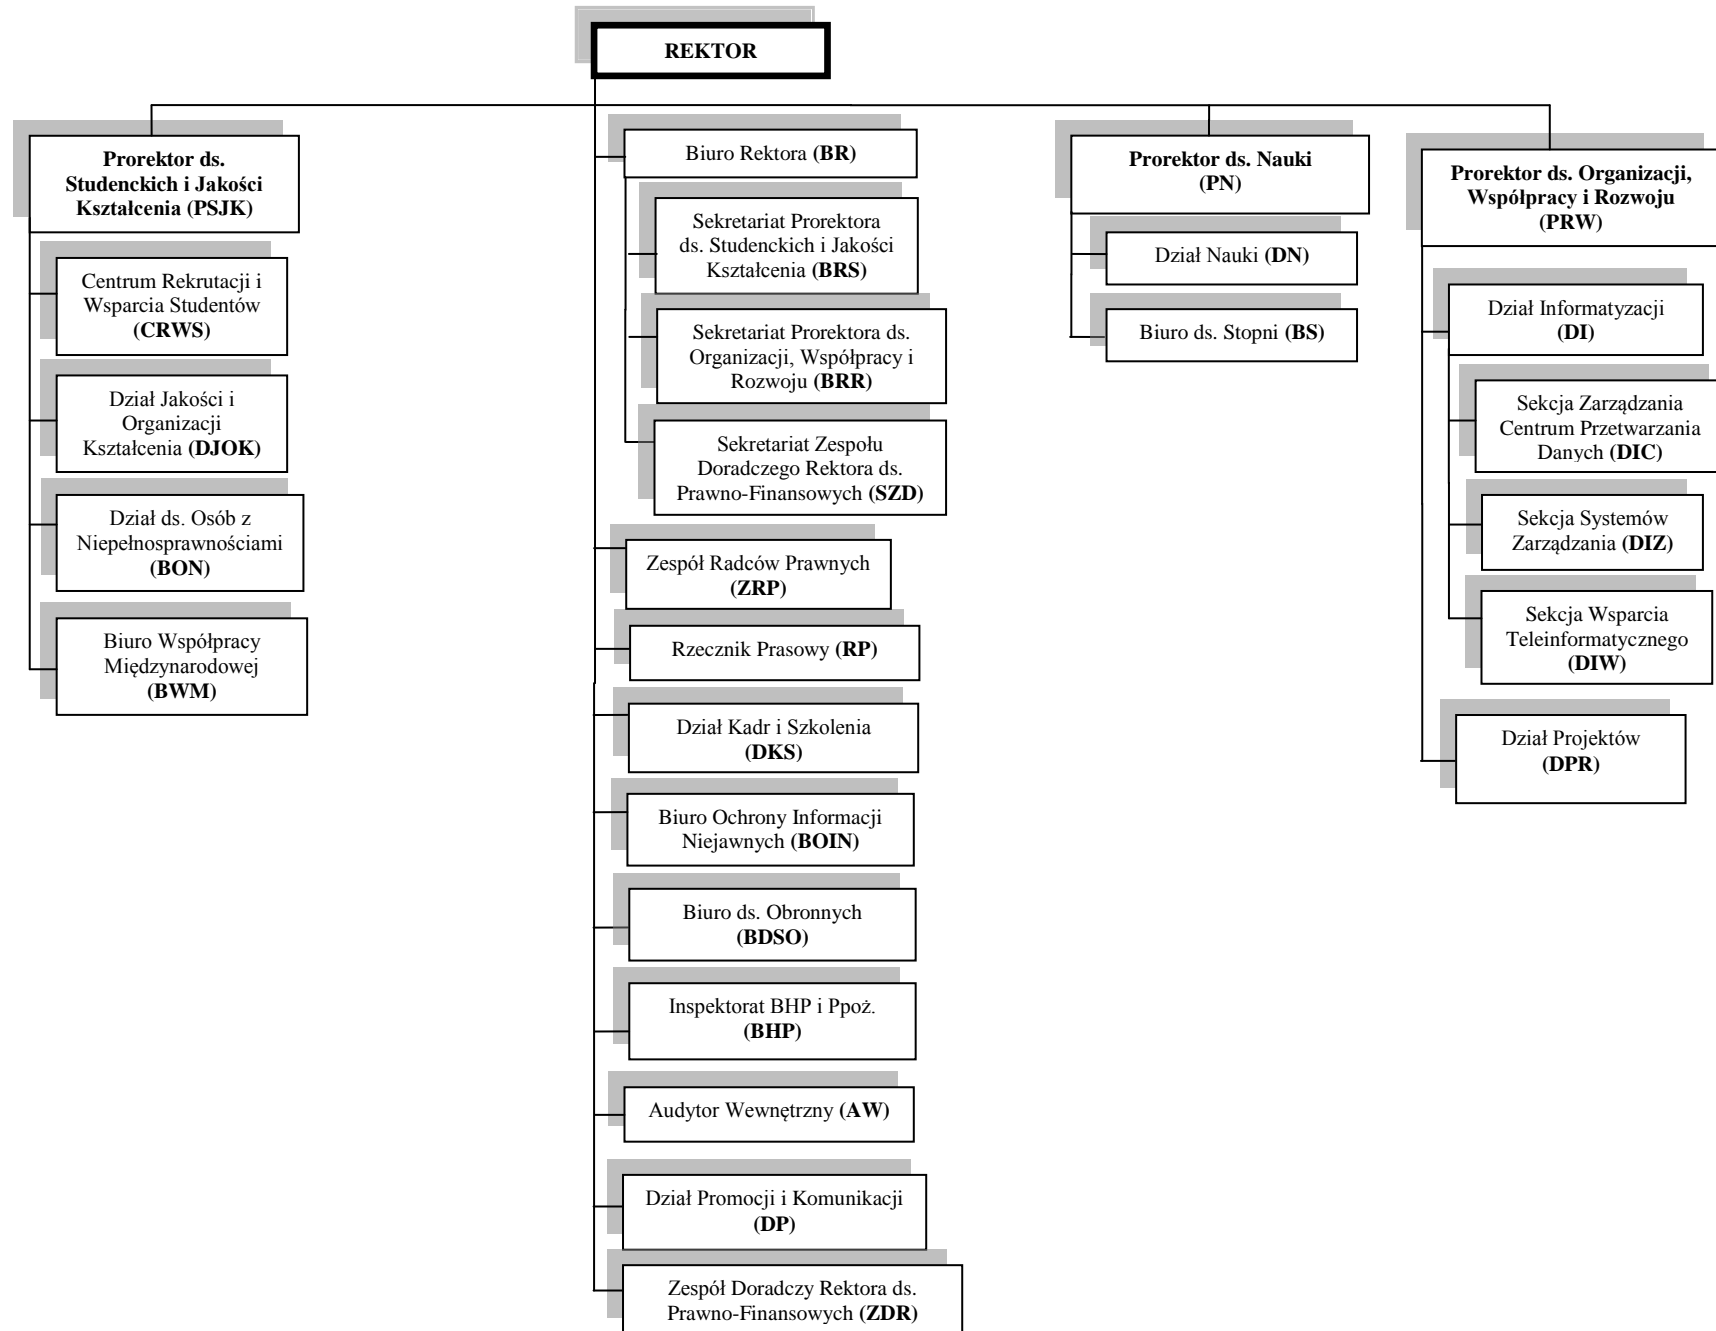 REKTOR
Prorektor ds.
Studenckich i Jakości
Kształcenia (PSJK)
Centrum Rekrutacji i
Wsparcia Studentów
(CRWS)
Dział Jakości i
Organizacji
Kształcenia (DJOK)
Dział ds. Osób z
Niepełnosprawnościami
(BON)
Biuro Współpracy
Międzynarodowej
(BWM)
Biuro Rektora (BR)
Sekretariat Prorektora
ds. Studenckich i Jakości
Kształcenia (BRS)
Sekretariat Prorektora ds.
Organizacji, Współpracy i
Rozwoju (BRR)
Sekretariat Zespołu
Doradczego Rektora ds.
Prawno-Finansowych (SZD)
Zespół Radców Prawnych
(ZRP)
Rzecznik Prasowy (RP)
Dział Kadr i Szkolenia
(DKS)
Biuro Ochrony Informacji
Niejawnych (BOIN)
Biuro ds. Obronnych
(BDSO)
Inspektorat BHP i Ppoż.
(BHP)
Audytor Wewnętrzny (AW)
Dział Promocji i Komunikacji
(DP)
Zespół Doradczy Rektora ds.
Prawno-Finansowych (ZDR)
Prorektor ds. Nauki
(PN)
Dział Nauki (DN)
Biuro ds. Stopni (BS)
Prorektor ds. Organizacji,
Współpracy i Rozwoju
(PRW)
Dział Informatyzacji
(DI)
Sekcja Zarządzania
Centrum Przetwarzania
Danych (DIC)
Sekcja Systemów
Zarządzania (DIZ)
Sekcja Wsparcia
Teleinformatycznego
(DIW)
Dział Projektów
(DPR)